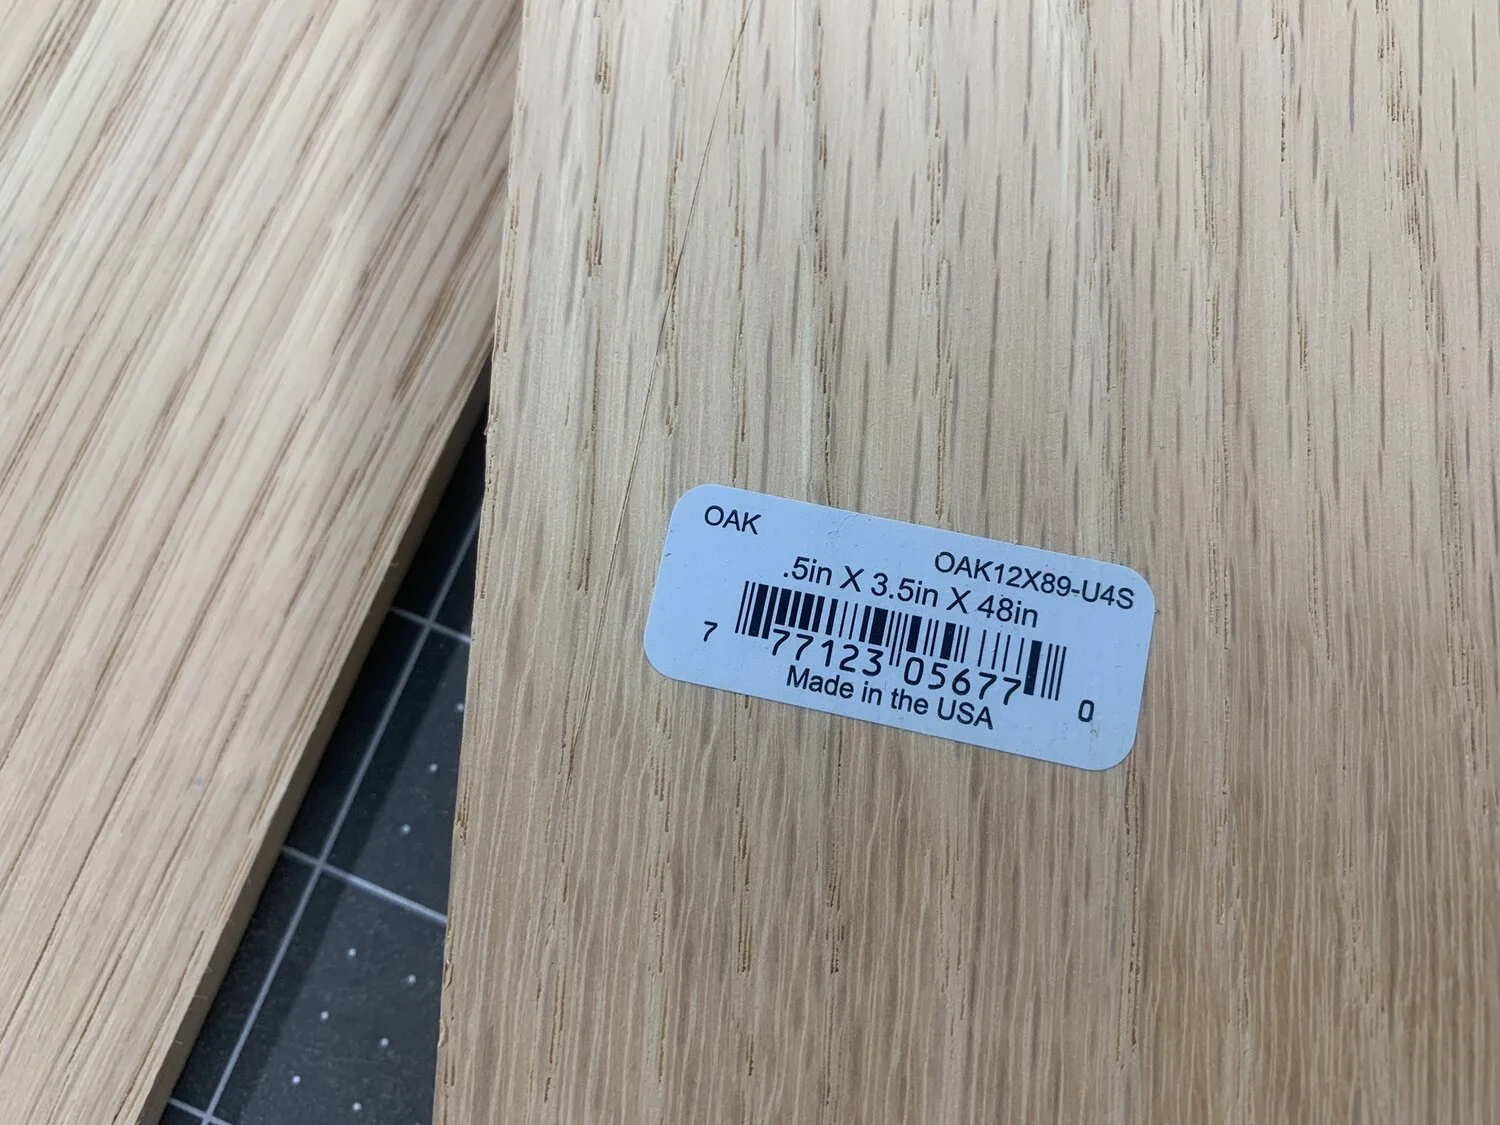 OAK
OAK12X89-U4S
.5in X 3.5in X 48in
7 77123 05677 0
Made in the USA